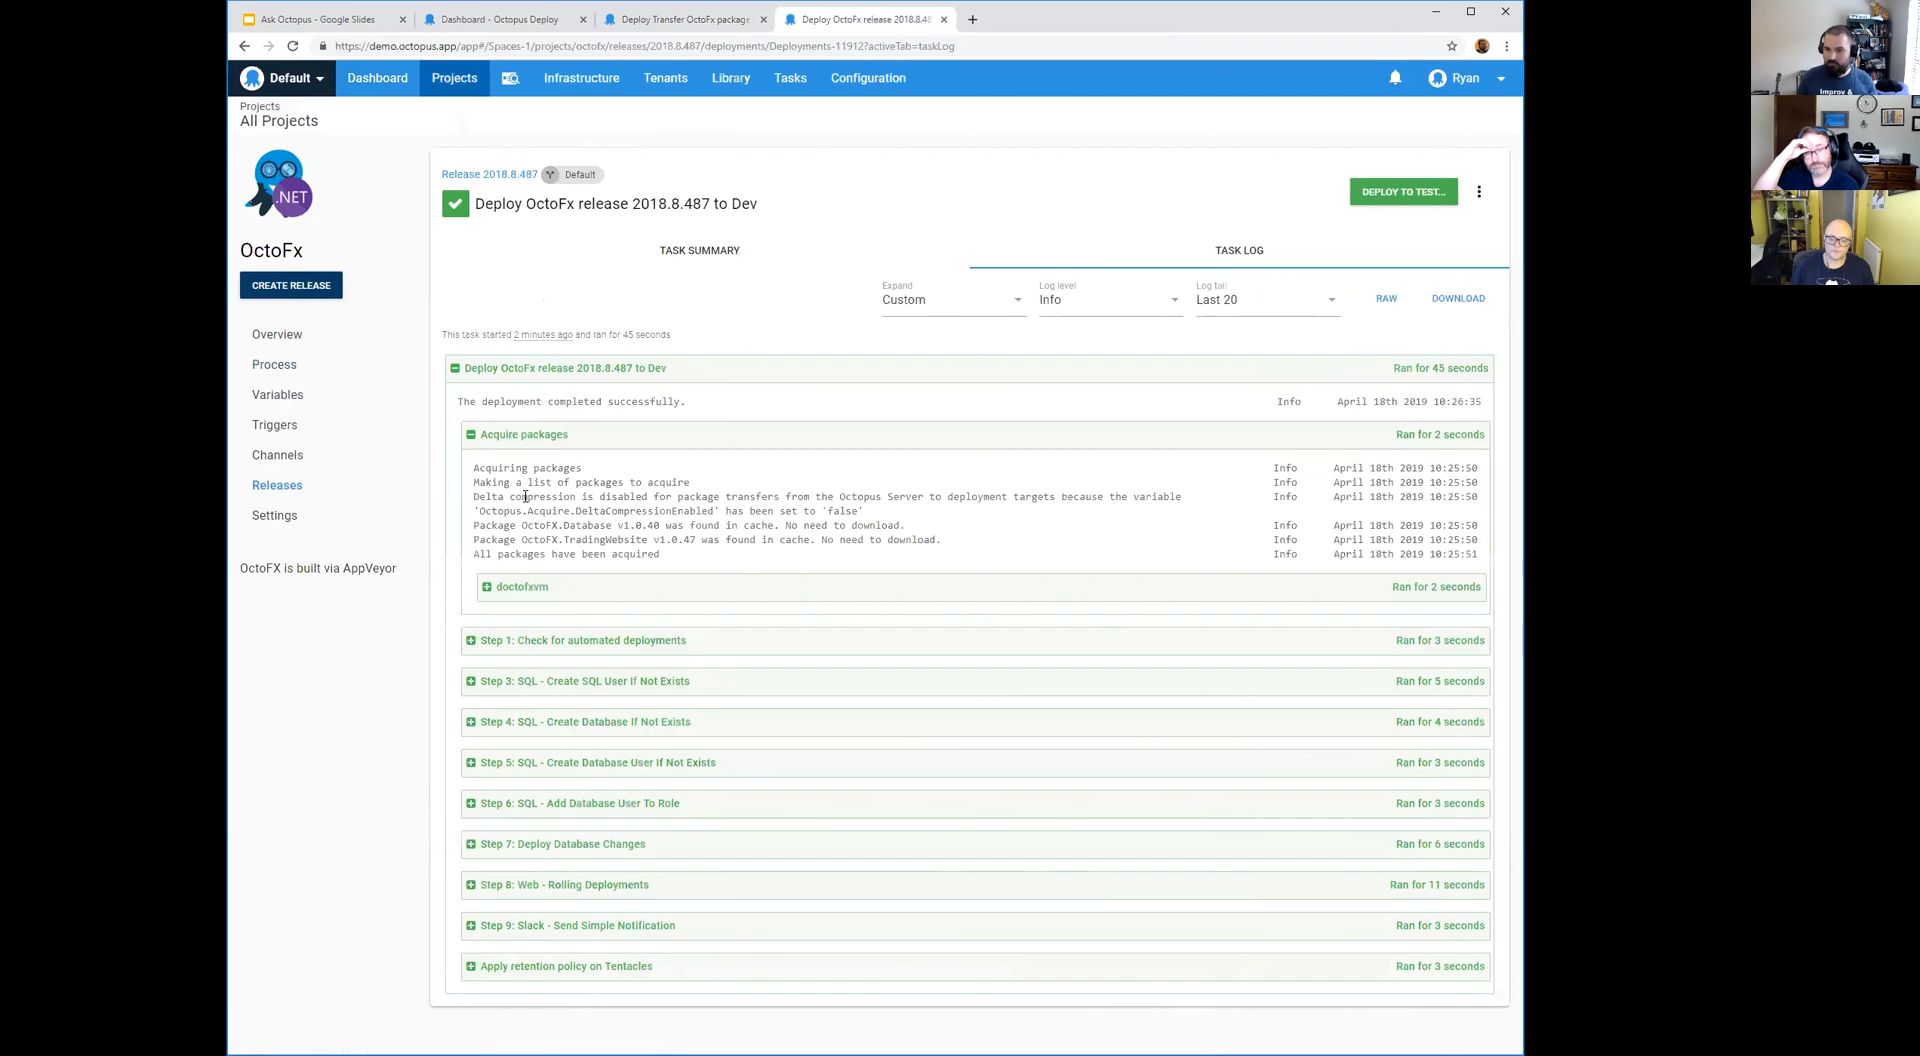 Ask Octopus - Google Slides
Dashboard - Octopus Deploy
Deploy Transfer OctoFx package
Deploy OctoFx release 2018.8.48
https://demo.octopus.app/app#/Spaces-1/projects/octofx/releases/2018.8.487/deployments/Deployments-11912?activeTab=taskLog
Default
Dashboard
Projects
Infrastructure
Tenants
Library
Tasks
Configuration
Ryan
Projects
All Projects
.NET
OctoFx
CREATE RELEASE
Overview
Process
Variables
Triggers
Channels
Releases
Settings
OctoFX is built via AppVeyor
Release 2018.8.487
Default
Deploy OctoFx release 2018.8.487 to Dev
DEPLOY TO TEST...
TASK SUMMARY
TASK LOG
Expand
Custom
Log level
Info
Log tail
Last 20
RAW
DOWNLOAD
This task started 2 minutes ago and ran for 45 seconds
Deploy OctoFx release 2018.8.487 to Dev Ran for 45 seconds
The deployment completed successfully. Info April 18th 2019 10:26:35
Acquire packages Ran for 2 seconds
Acquiring packages Info April 18th 2019 10:25:50
Making a list of packages to acquire Info April 18th 2019 10:25:50
Delta compression is disabled for package transfers from the Octopus Server to deployment targets because the variable Info April 18th 2019 10:25:50
'Octopus.Acquire.DeltaCompressionEnabled' has been set to 'false'
Package OctoFX.Database v1.0.40 was found in cache. No need to download. Info April 18th 2019 10:25:50
Package OctoFX.TradingWebsite v1.0.47 was found in cache. No need to download. Info April 18th 2019 10:25:50
All packages have been acquired Info April 18th 2019 10:25:51
doctofxvm Ran for 2 seconds
Step 1: Check for automated deployments Ran for 3 seconds
Step 3: SQL - Create SQL User If Not Exists Ran for 5 seconds
Step 4: SQL - Create Database If Not Exists Ran for 4 seconds
Step 5: SQL - Create Database User If Not Exists Ran for 3 seconds
Step 6: SQL - Add Database User To Role Ran for 3 seconds
Step 7: Deploy Database Changes Ran for 6 seconds
Step 8: Web - Rolling Deployments Ran for 11 seconds
Step 9: Slack - Send Simple Notification Ran for 3 seconds
Apply retention policy on Tentacles Ran for 3 seconds
Improv &